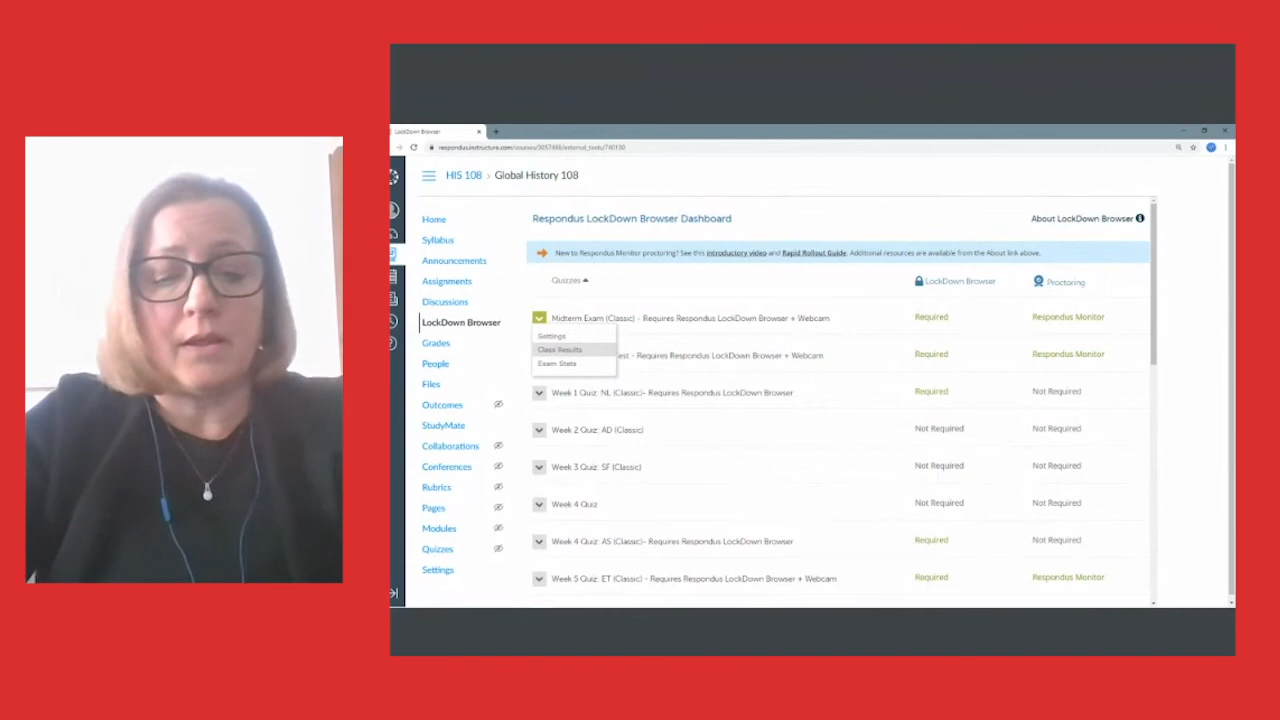 LockDown Browser
respondus.instructure.com/courses/3057488/external_tools/740130
HIS 108 > Global History 108
Home
Syllabus
Announcements
Assignments
Discussions
LockDown Browser
Grades
People
Files
Outcomes
StudyMate
Collaborations
Conferences
Rubrics
Pages
Modules
Quizzes
Settings
Respondus LockDown Browser Dashboard
About LockDown Browser
New to Respondus Monitor proctoring? See this introductory video and Rapid Rollout Guide. Additional resources are available from the About link above.
Quizzes LockDown Browser Proctoring
Midterm Exam (Classic) - Requires Respondus LockDown Browser + Webcam Required Respondus Monitor
Settings
Class Results
Exam Stats
est - Requires Respondus LockDown Browser + Webcam Required Respondus Monitor
Week 1 Quiz: NL (Classic)- Requires Respondus LockDown Browser Required Not Required
Week 2 Quiz: AD (Classic) Not Required Not Required
Week 3 Quiz: SF (Classic) Not Required Not Required
Week 4 Quiz Not Required Not Required
Week 4 Quiz: AS (Classic)- Requires Respondus LockDown Browser Required Not Required
Week 5 Quiz: ET (Classic) - Requires Respondus LockDown Browser + Webcam Required Respondus Monitor